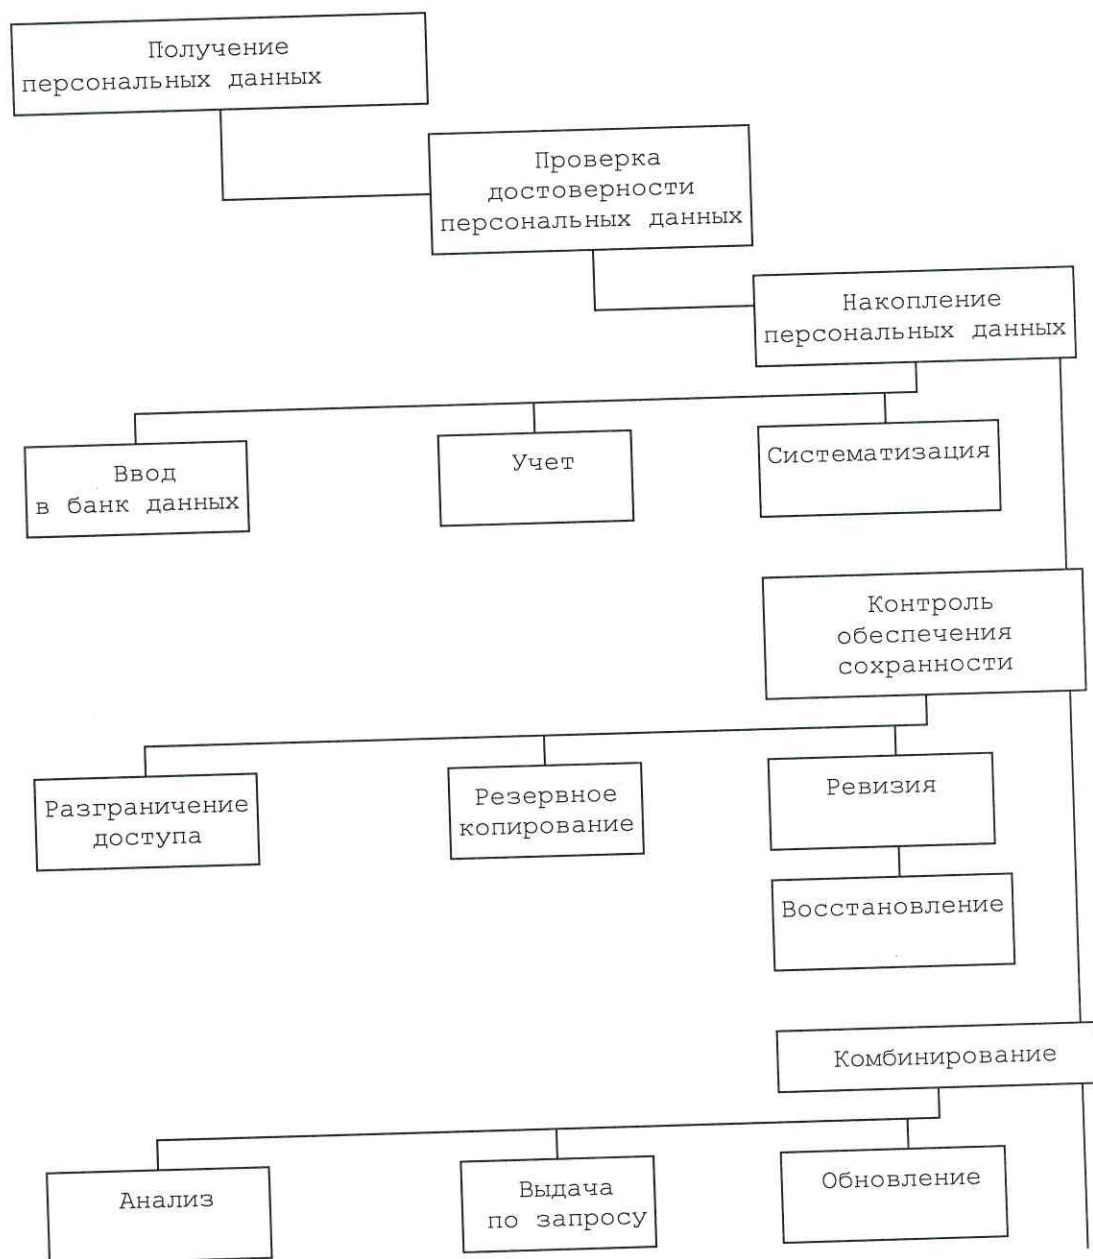 Получение
персональных данных
Проверка
достоверности
персональных данных
Накопление
персональных данных
Ввод
в банк данных
Учет
Систематизация
Контроль
обеспечения
сохранности
Разграничение
доступа
Резервное
копирование
Ревизия
Восстановление
Комбинирование
Анализ
Выдача
по запросу
Обновление